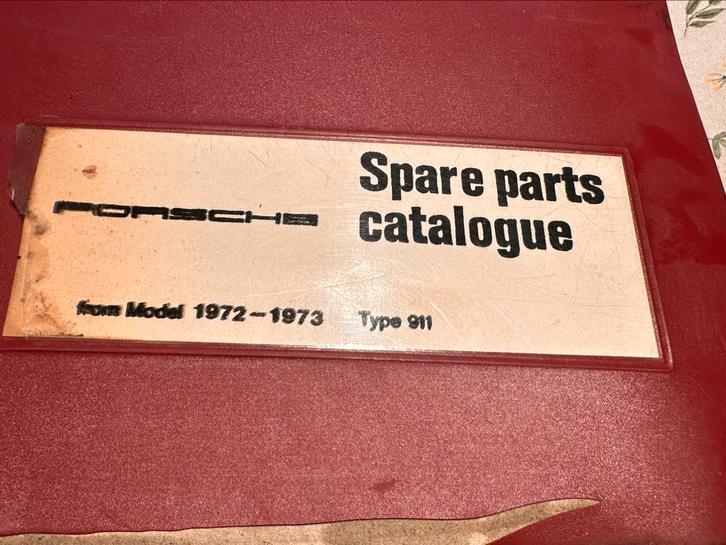 PORSCHE
Spare parts
catalogue
from Model 1972-1973
Type 911